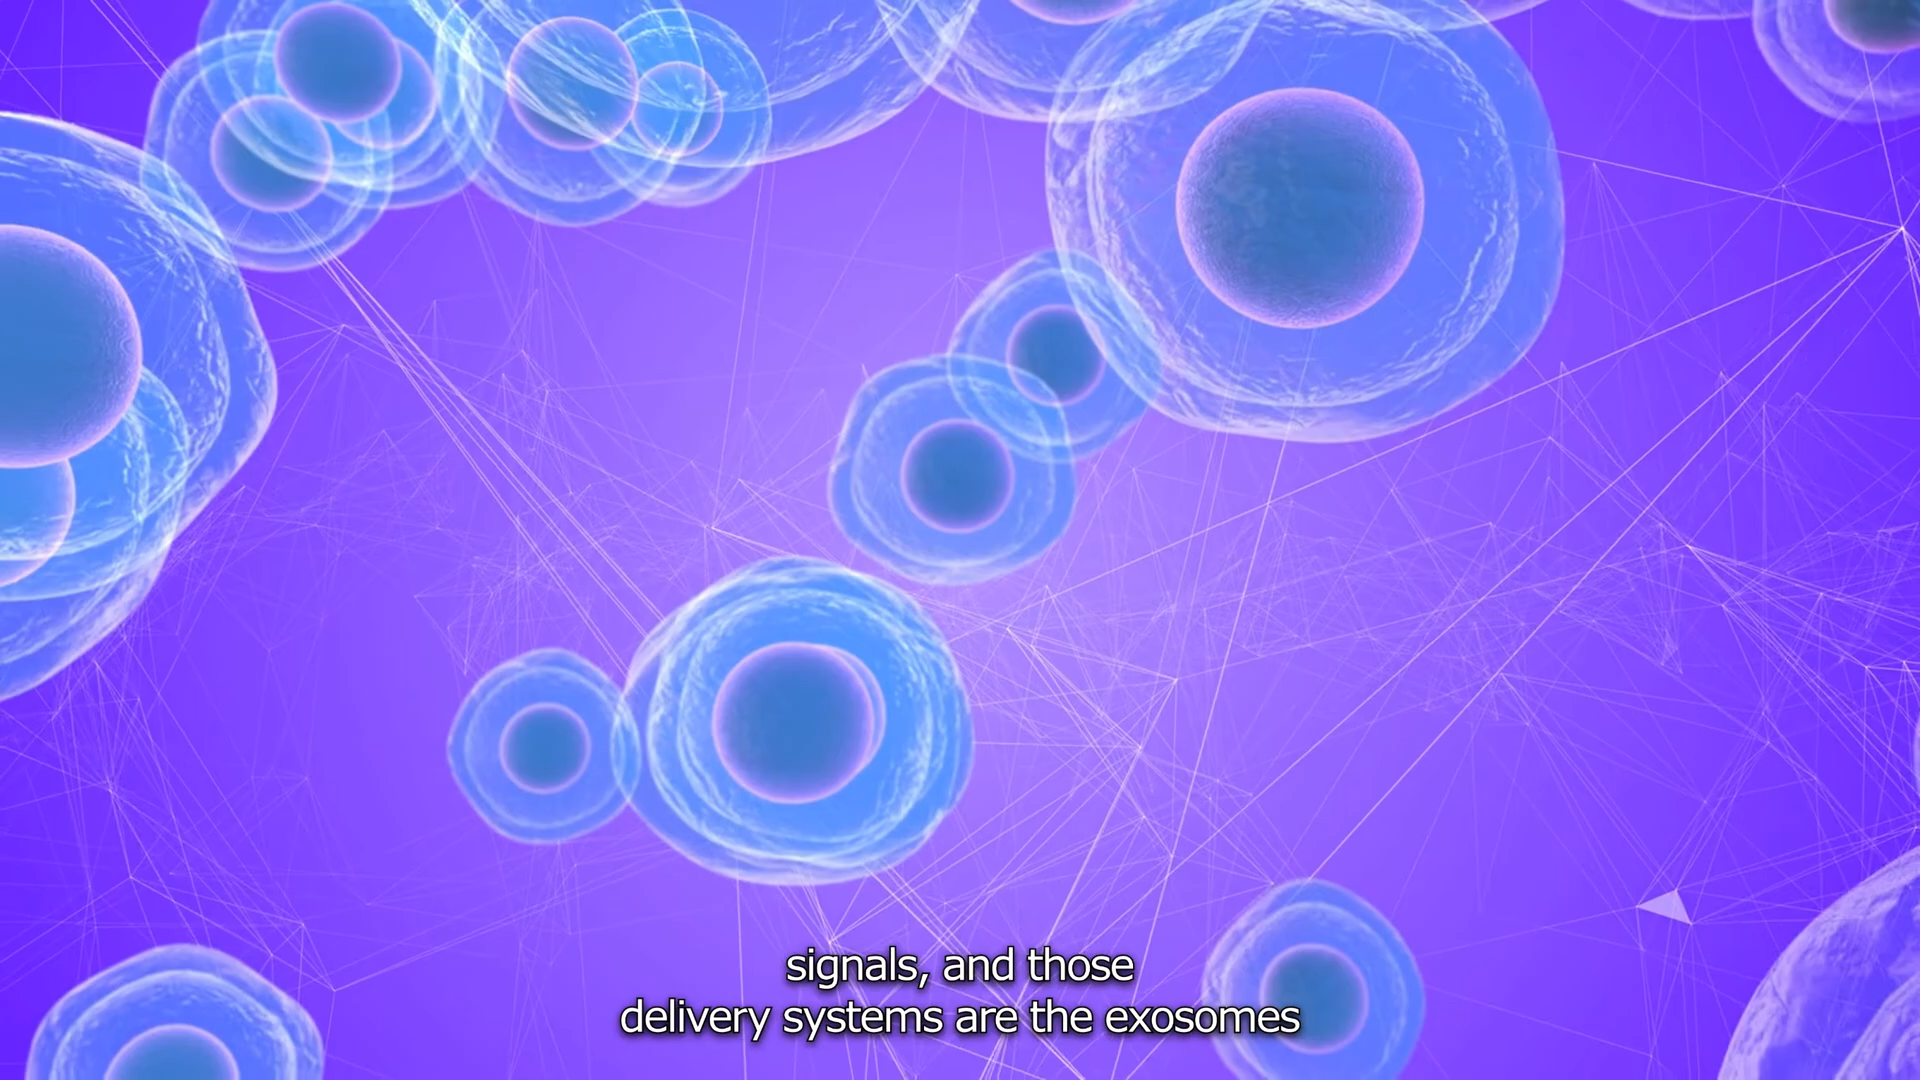 signals, and those
delivery systems are the exosomes